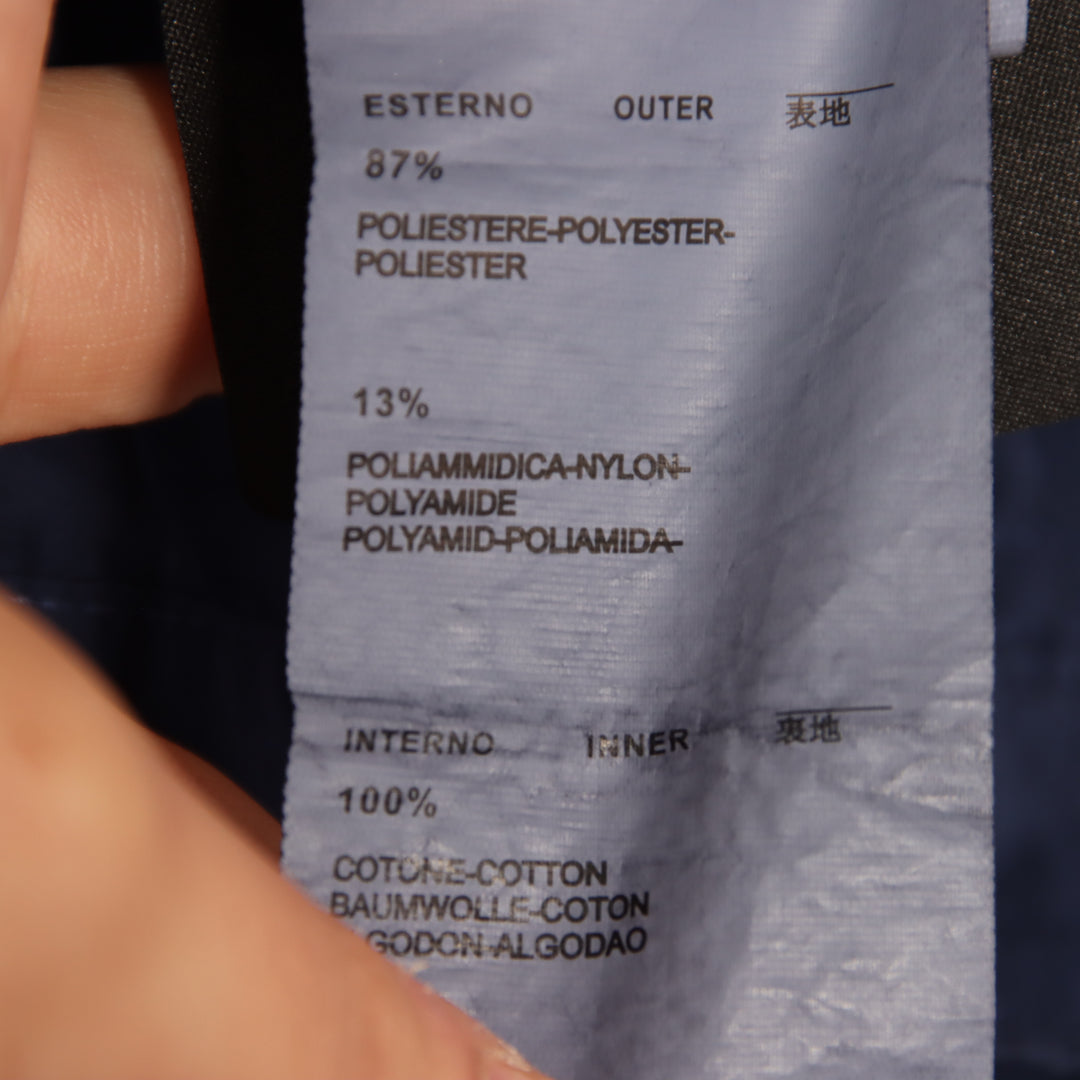 ESTERNO OUTER 表地
87%
POLIESTERE-POLYESTER-
POLIESTER
13%
POLIAMMIDICA-NYLON-
POLYAMIDE
POLYAMID-POLIAMIDA-
INTERNO INNER 裏地
100%
COTONE-COTTON
BAUMWOLLE-COTON
LGODON-ALGODAO